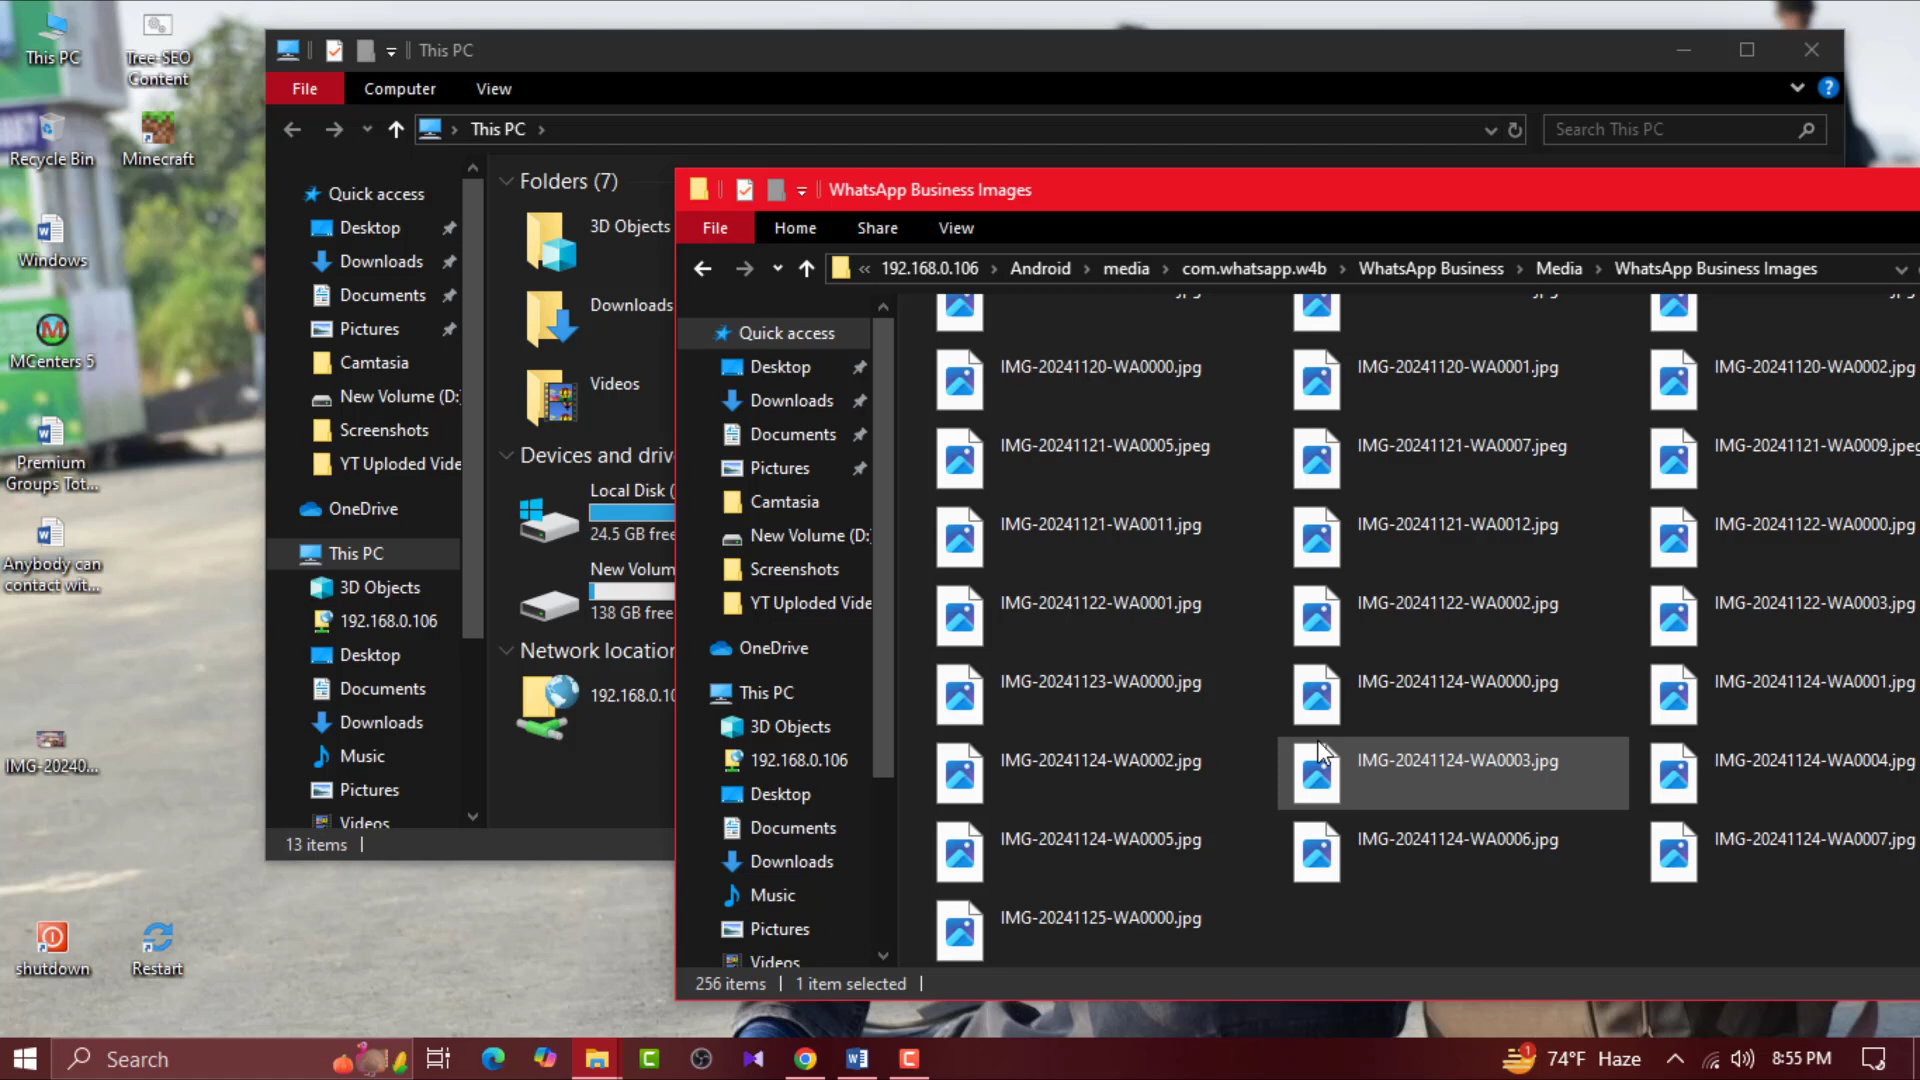 This PC
Tree-SEO
Content
Recycle Bin
Minecraft
Windows
MCenters 5
Premium
Groups Tot...
Anybody can
contact wit...
IMG-20240...
shutdown
Restart
This PC
File
Computer
View
This PC
Search This PC
Quick access
Desktop
Downloads
Documents
Pictures
Camtasia
New Volume (D:
Screenshots
YT Uploded Vide
OneDrive
This PC
3D Objects
192.168.0.106
Desktop
Documents
Downloads
Music
Pictures
Videos
13 items
Folders (7)
3D Objects
Downloads
Videos
Devices and driv
Local Disk (
24.5 GB free
New Volum
138 GB free
Network location
192.168.0.10
WhatsApp Business Images
File
Home
Share
View
« 192.168.0.106 > Android > media > com.whatsapp.w4b > WhatsApp Business > Media > WhatsApp Business Images
Quick access
Desktop
Downloads
Documents
Pictures
Camtasia
New Volume (D:
Screenshots
YT Uploded Vide
OneDrive
This PC
3D Objects
192.168.0.106
Desktop
Documents
Downloads
Music
Pictures
Videos
IMG-20241120-WA0000.jpg
IMG-20241120-WA0001.jpg
IMG-20241120-WA0002.jpg
IMG-20241121-WA0005.jpeg
IMG-20241121-WA0007.jpeg
IMG-20241121-WA0009.jpeg
IMG-20241121-WA0011.jpg
IMG-20241121-WA0012.jpg
IMG-20241122-WA0000.jpg
IMG-20241122-WA0001.jpg
IMG-20241122-WA0002.jpg
IMG-20241122-WA0003.jpg
IMG-20241123-WA0000.jpg
IMG-20241124-WA0000.jpg
IMG-20241124-WA0001.jpg
IMG-20241124-WA0002.jpg
IMG-20241124-WA0003.jpg
IMG-20241124-WA0004.jpg
IMG-20241124-WA0005.jpg
IMG-20241124-WA0006.jpg
IMG-20241124-WA0007.jpg
IMG-20241125-WA0000.jpg
256 items
1 item selected
Search
74°F Haze
8:55 PM